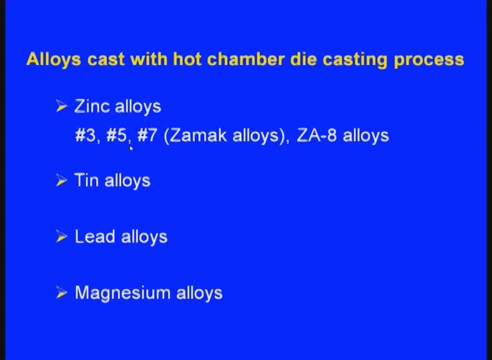 Alloys cast with hot chamber die casting process
Zinc alloys
#3, #5, #7 (Zamak alloys), ZA-8 alloys
Tin alloys
Lead alloys
Magnesium alloys